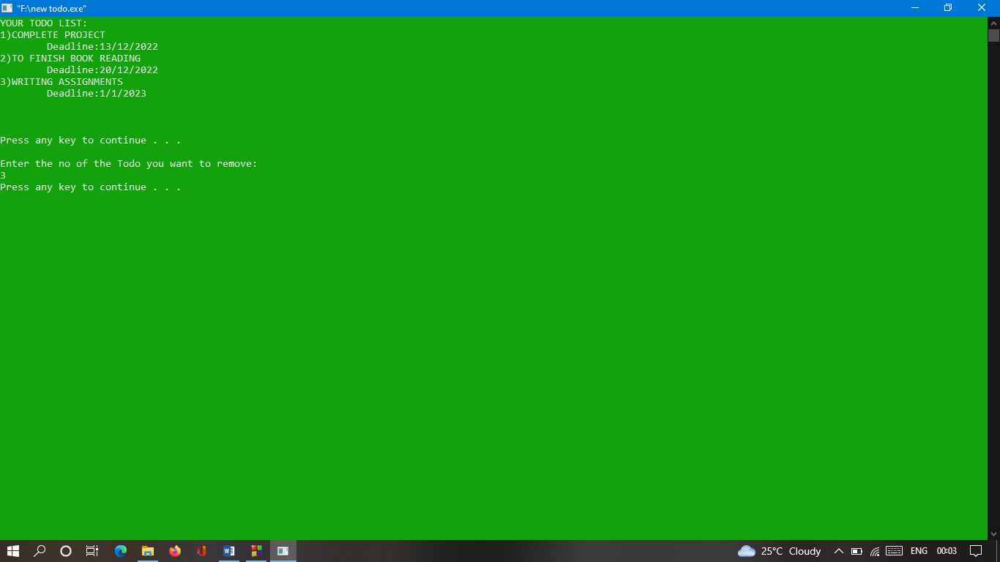 "F:\new todo.exe"
YOUR TODO LIST:
1)COMPLETE PROJECT
Deadline:13/12/2022
2)TO FINISH BOOK READING
Deadline:20/12/2022
3)WRITING ASSIGNMENTS
Deadline:1/1/2023
Press any key to continue . . .
Enter the no of the Todo you want to remove:
3
Press any key to continue . . .
25°C Cloudy ENG 00:03